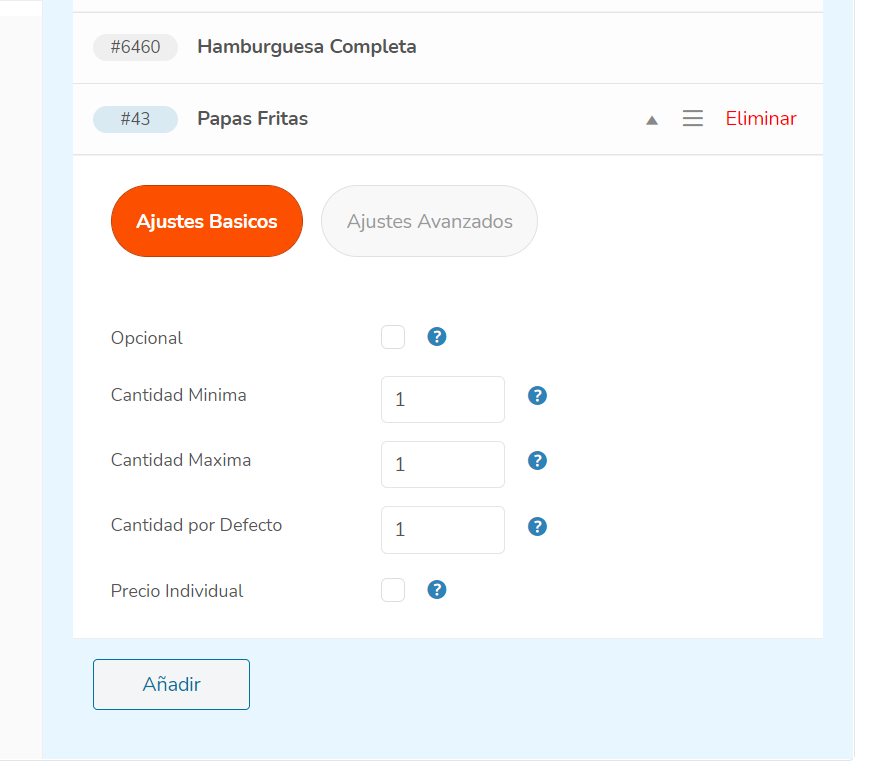 #6460 Hamburguesa Completa
#43 Papas Fritas Eliminar
Ajustes Basicos Ajustes Avanzados
Opcional ?
Cantidad Minima 1 ?
Cantidad Maxima 1 ?
Cantidad por Defecto 1 ?
Precio Individual ?
Añadir